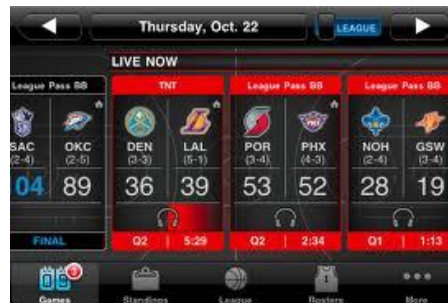 Thursday, Oct. 22
LEAGUE
LIVE NOW
League Pass BB
TNT
League Pass BB
League Pass BB
SAC OKC
(2-4) (2-5)
04 89
FINAL
DEN LAL
(3-3) (5-1)
36 39
Q2 5:29
POR PHX
(3-4) (4-3)
53 52
Q2 2:34
NOH GSW
(2-4) (3-4)
28 19
Q1 1:13
Games
Standings
League
Rosters
More